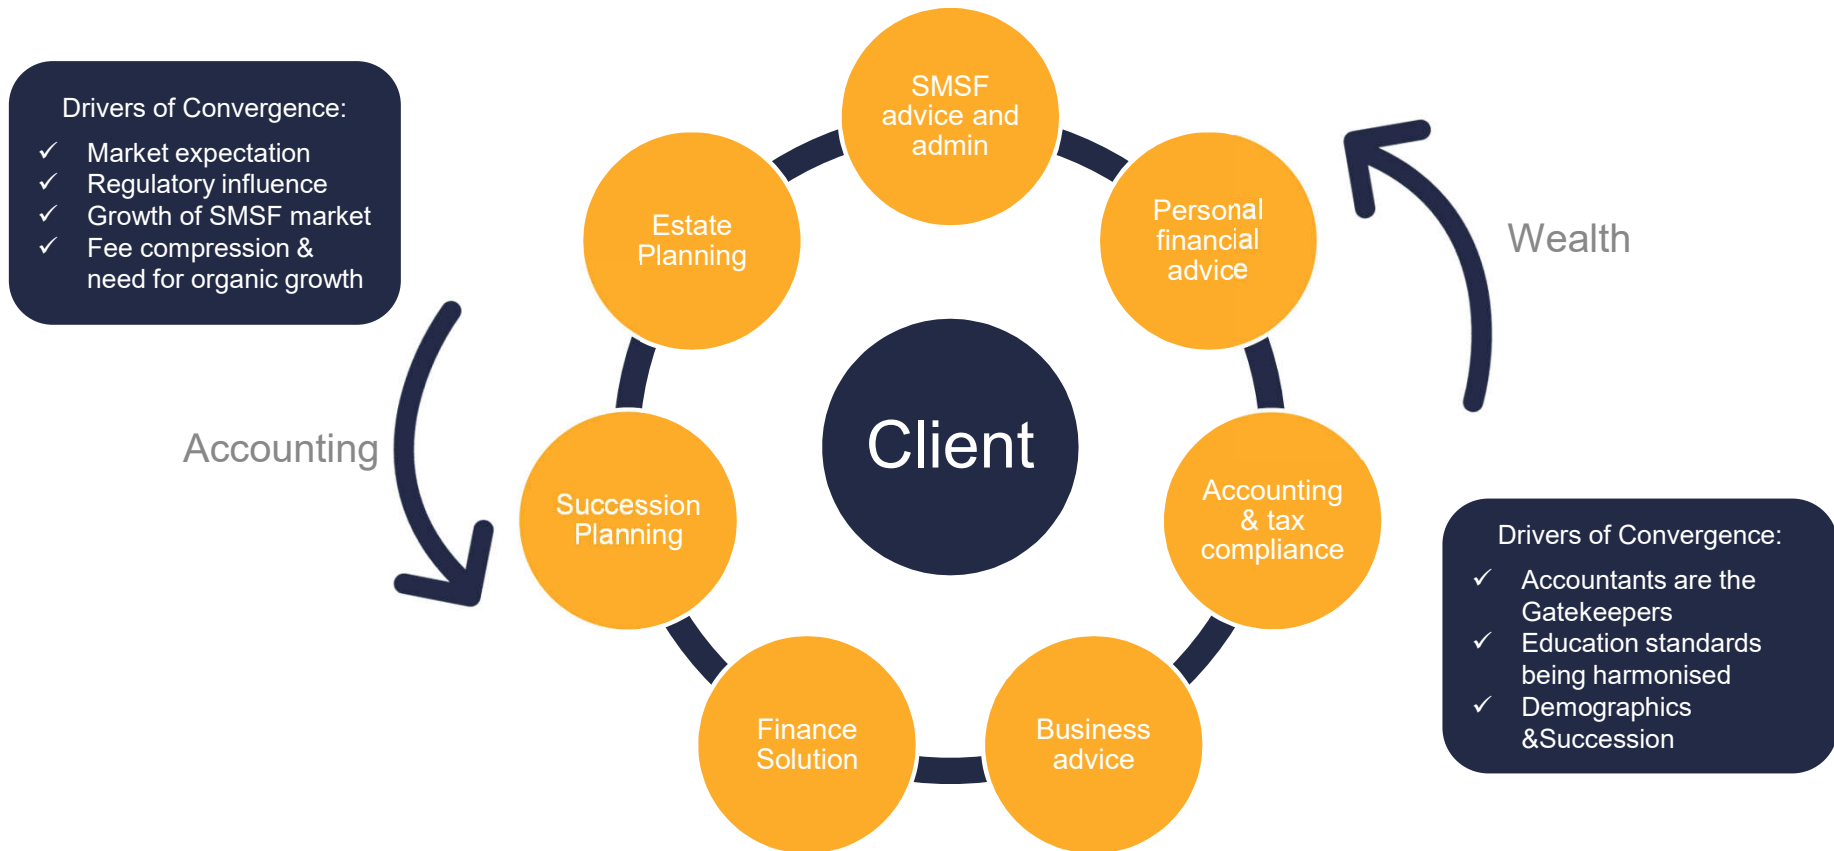 Drivers of Convergence:
✓ Market expectation
✓ Regulatory influence
✓ Growth of SMSF market
✓ Fee compression &
need for organic growth
Accounting
SMSF
advice and
admin
Estate
Planning
Personal
financial
advice
Wealth
Client
Succession
Planning
Accounting
& tax
compliance
Finance
Solution
Business
advice
Drivers of Convergence:
✓ Accountants are the
Gatekeepers
✓ Education standards
being harmonised
✓ Demographics
&Succession